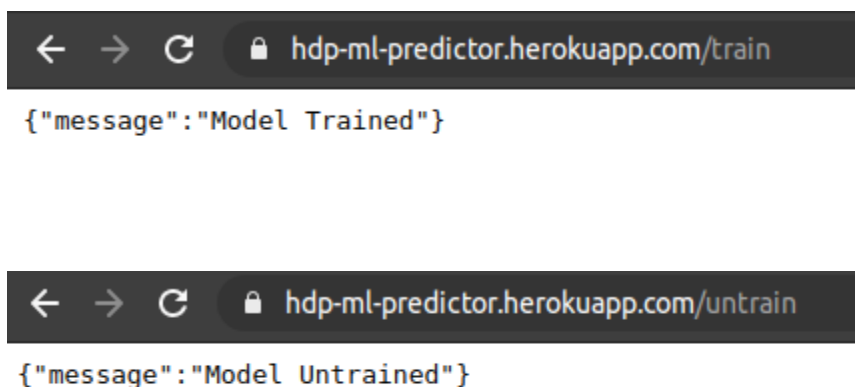 hdp-ml-predictor.herokuapp.com/train
{"message":"Model Trained"}
hdp-ml-predictor.herokuapp.com/untrain
{"message":"Model Untrained"}